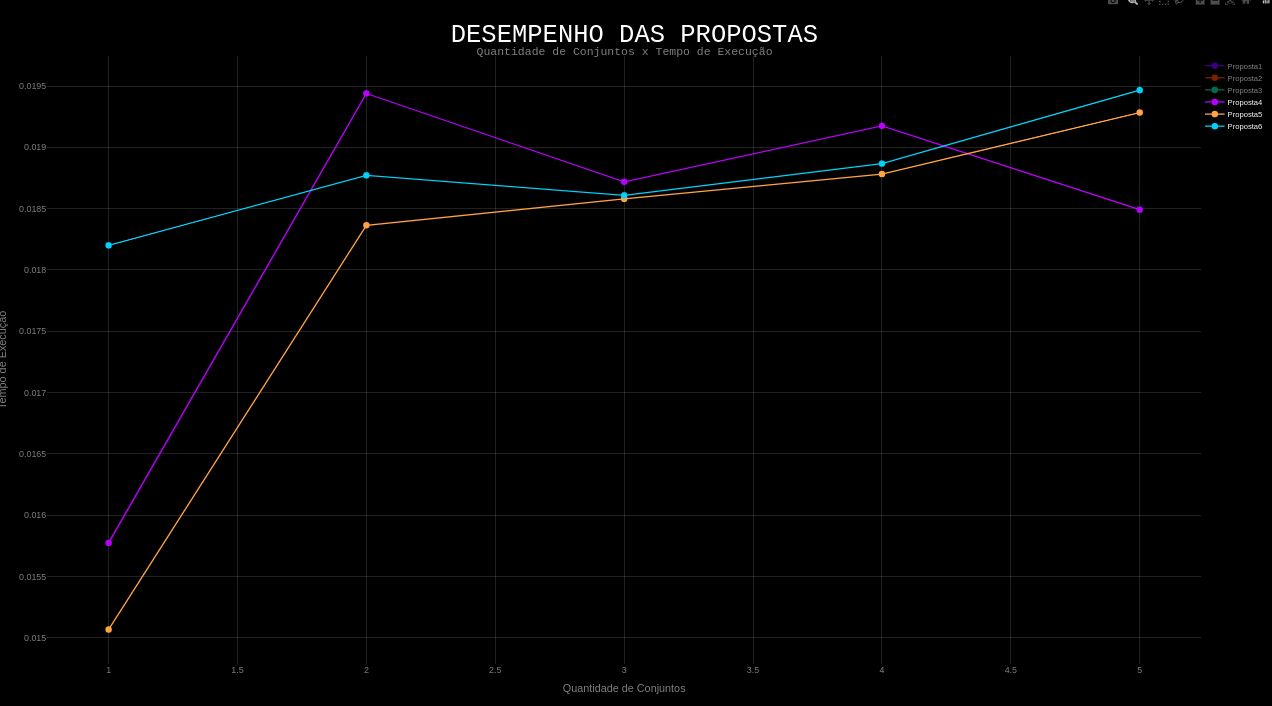 DESEMPENHO DAS PROPOSTAS
Quantidade de Conjuntos x Tempo de Execução
Proposta1
Proposta2
Proposta3
Proposta4
Proposta5
Proposta6
0.0195
0.019
0.0185
0.018
0.0175
0.017
0.0165
0.016
0.0155
0.015
Tempo de Execução
1 1.5 2 2.5 3 3.5 4 4.5 5
Quantidade de Conjuntos